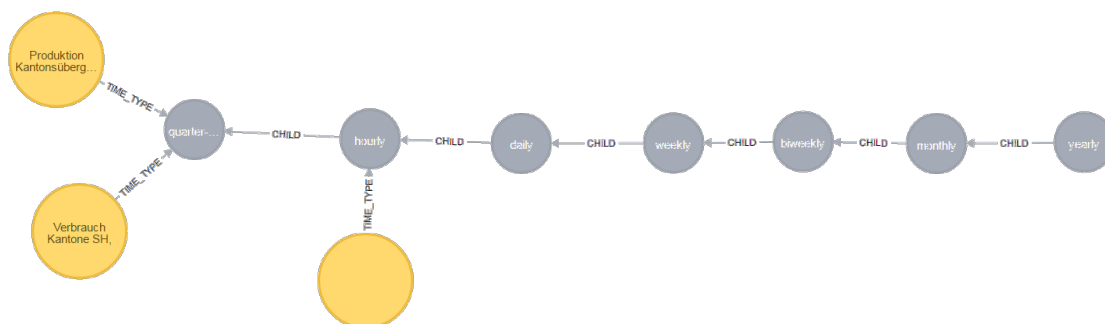 Produktion
Kantonsüberg...
TIME_TYPE
quarter-...
CHILD
hourly
CHILD
daily
CHILD
weekly
CHILD
biweekly
CHILD
monthly
CHILD
yearly
TIME_TYPE
Verbrauch
Kantone SH,
TIME_TYPE